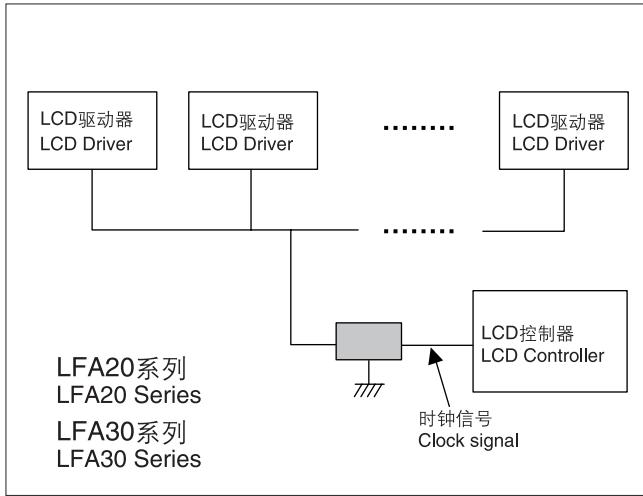 LCD驱动器
LCD Driver
LCD驱动器
LCD Driver
LCD驱动器
LCD Driver
LCD控制器
LCD Controller
时钟信号
Clock signal
LFA20系列
LFA20 Series
LFA30系列
LFA30 Series